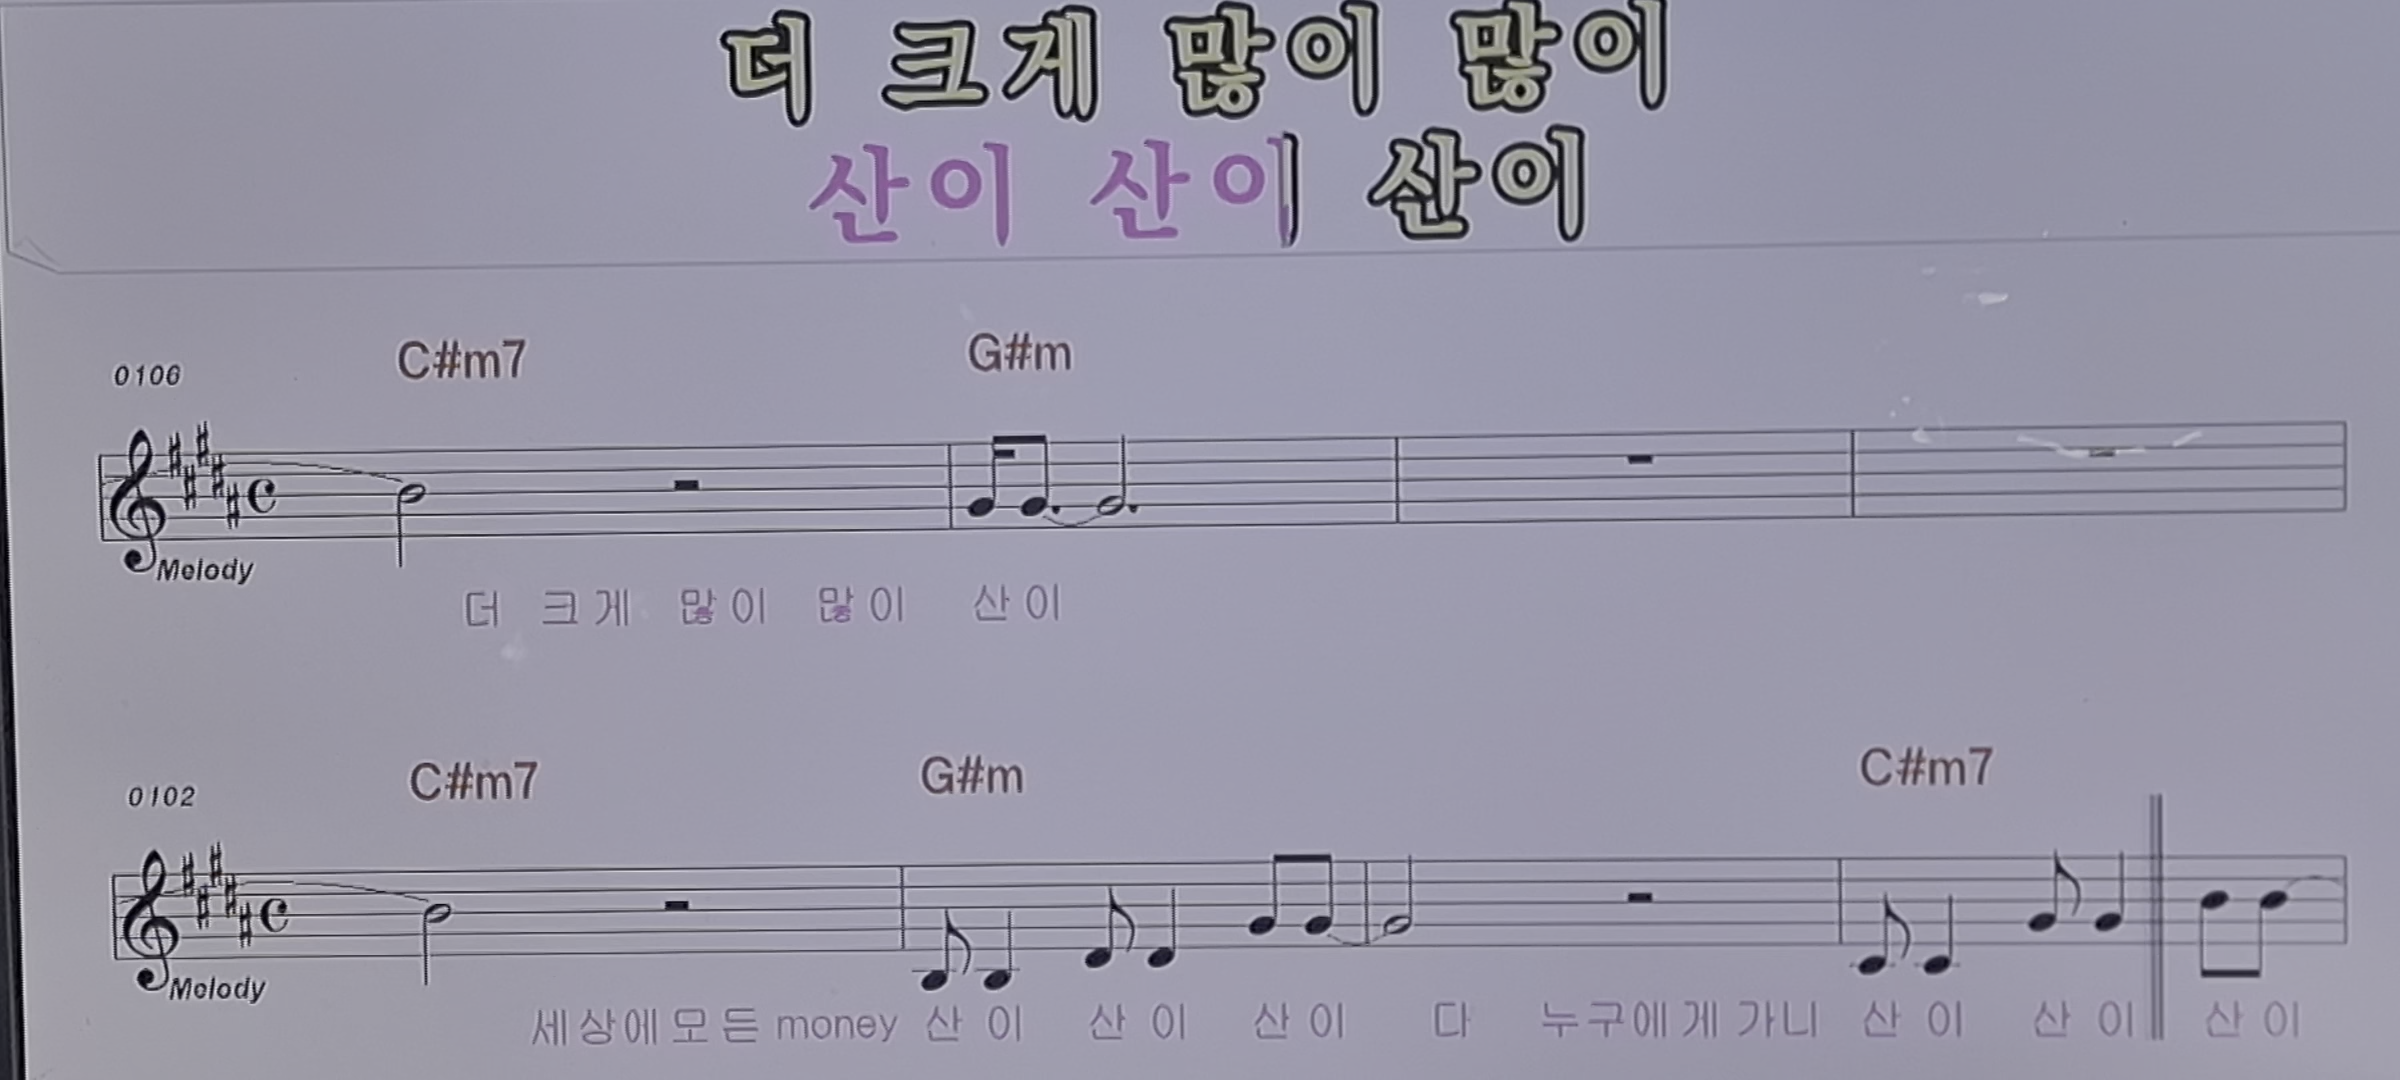 더 크게 많이 많이
산이 산이 산이
0106 C#m7 G#m
Melody
더 크게 많이 많이 산이
0102 C#m7 G#m C#m7
Melody
세상에모든 money 산 이 산 이 산 이 다 누구에게 가니 산 이 산 이 산 이